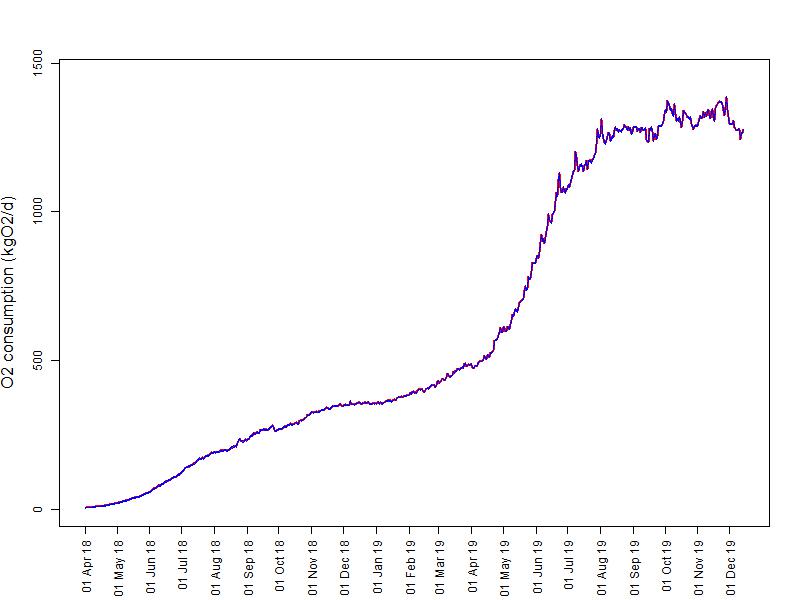 O2 consumption (kgO2/d)
1500
1000
500
0
01 Apr 18
01 May 18
01 Jun 18
01 Jul 18
01 Aug 18
01 Sep 18
01 Oct 18
01 Nov 18
01 Dec 18
01 Jan 19
01 Feb 19
01 Mar 19
01 Apr 19
01 May 19
01 Jun 19
01 Jul 19
01 Aug 19
01 Sep 19
01 Oct 19
01 Nov 19
01 Dec 19